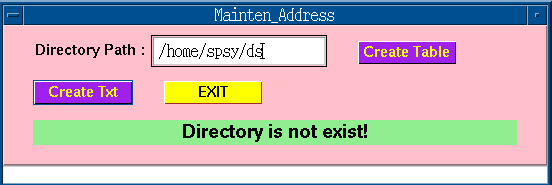 Mainten_Address
Directory Path : /home/spsy/ds Create Table
Create Txt EXIT
Directory is not exist!